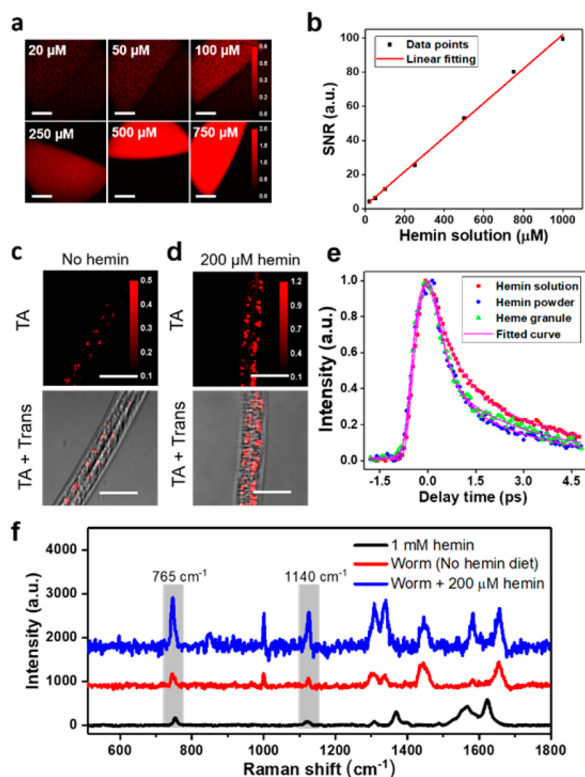 a
20 µM
50 µM
100 µM
0.6
0.3
0.2
0.0
250 µM
500 µM
750 µM
2.0
1.5
1.0
0.5
0.0
b
SNR (a.u.)
100
80
60
40
20
0
Data points
Linear fitting
0 200 400 600 800 1000
Hemin solution (µM)
c
No hemin
TA
0.5
0.4
0.3
0.2
0.1
TA + Trans
d
200 µM hemin
TA
1.2
0.9
0.6
0.4
0.1
TA + Trans
e
Intensity (a.u.)
1.0
0.8
0.6
0.4
0.2
0.0
Hemin solution
Hemin powder
Heme granule
Fitted curve
-1.5 0.0 1.5 3.0 4.5
Delay time (ps)
f
Intensity (a.u.)
4000
3000
2000
1000
0
765 cm-1
1140 cm-1
1 mM hemin
Worm (No hemin diet)
Worm + 200 µM hemin
600 800 1000 1200 1400 1600 1800
Raman shift (cm-1)